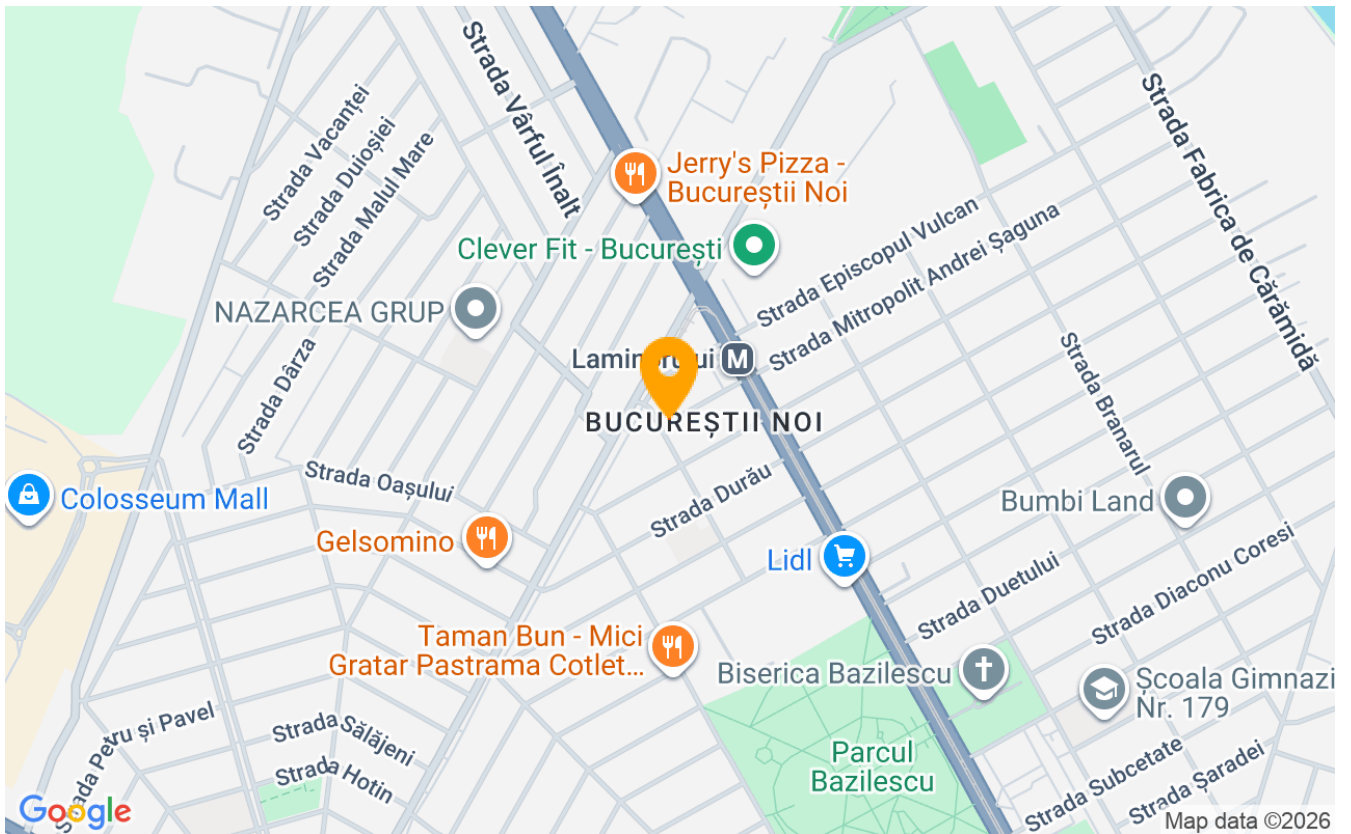 Strada Vârful Înalt
Strada Vacanței
Strada Duioșiei
Strada Malul Mare
Strada Fabrica de Cărămidă
Jerry's Pizza -
Bucureștii Noi
Clever Fit - București
Strada Episcopul Vulcan
Strada Mitropolit Andrei Șaguna
NAZARCEA GRUP
Strada Dârza
M
BUCUREȘTII NOI
Strada Branarul
Strada Oașului
Strada Durău
Colosseum Mall
Bumbi Land
Gelsomino
Lidl
Strada Duetului
Strada Diaconu Coresi
Taman Bun - Mici
Gratar Pastrama Cotlet...
Biserica Bazilescu
Școala Gimnazi
Nr. 179
Strada Petru și Pavel
Strada Sălăjeni
Strada Hotin
Parcul
Bazilescu
Strada Subcetate
Strada Șaradei
Google
Map data ©2026